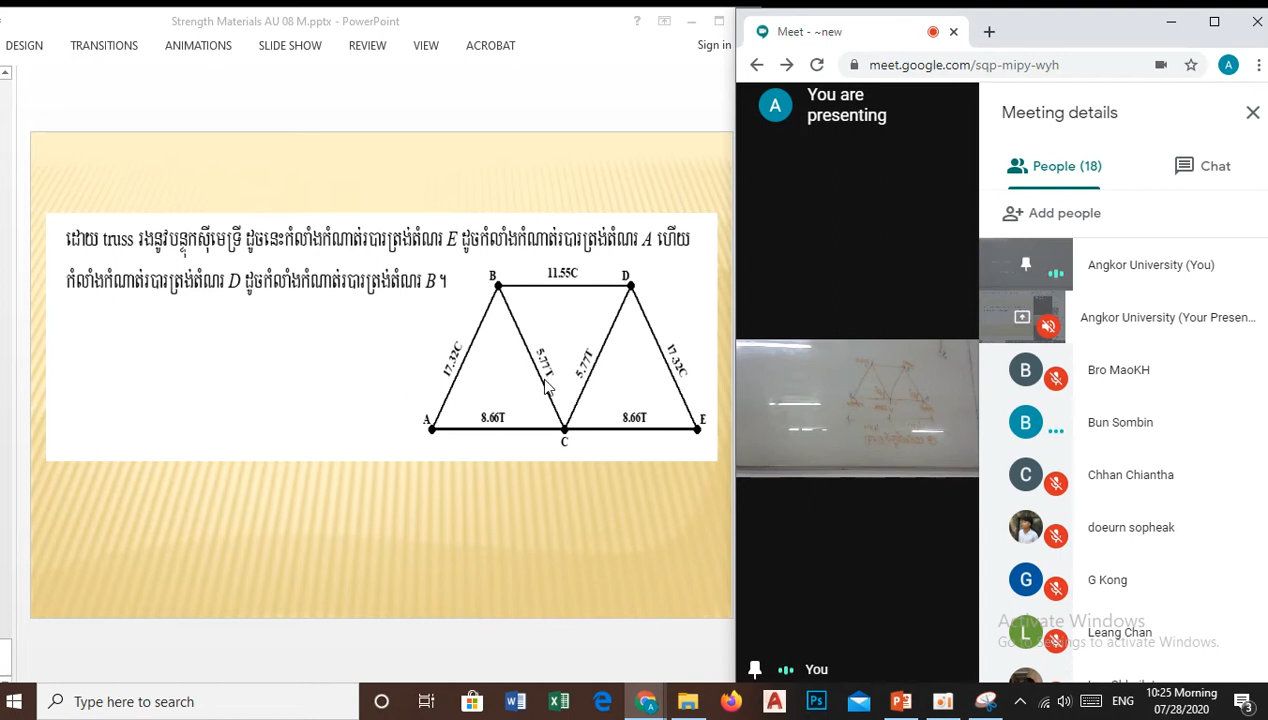 Strength Materials AU 08 M.pptx - PowerPoint
?
DESIGN TRANSITIONS ANIMATIONS SLIDE SHOW REVIEW VIEW ACROBAT Sign in
ដោយ truss រងនូវបន្ទុកស៊ីមេទ្រី ដូចនេះកំលាំងកំណាត់របារត្រង់តំណរ E ដូចកំលាំងកំណាត់របារត្រង់តំណរ A ហើយ
កំលាំងកំណាត់របារត្រង់តំណរ D ដូចកំលាំងកំណាត់របារត្រង់តំណរ B ។
B 11.55C D
17.32C 5.77T 5.77T 17.32C
A 8.66T 8.66T E
C
Meet - ~new
meet.google.com/sqp-mipy-wyh
A
A You are
presenting
Meeting details
People (18) Chat
Add people
Angkor University (You)
Angkor University (Your Presen...
B Bro MaoKH
B Bun Sombin
C Chhan Chiantha
doeurn sopheak
G G Kong
L Leang Chan
Activate Windows
Go to Settings to activate Windows.
You
Type here to search
ENG
10:25 Morning
07/28/2020
3